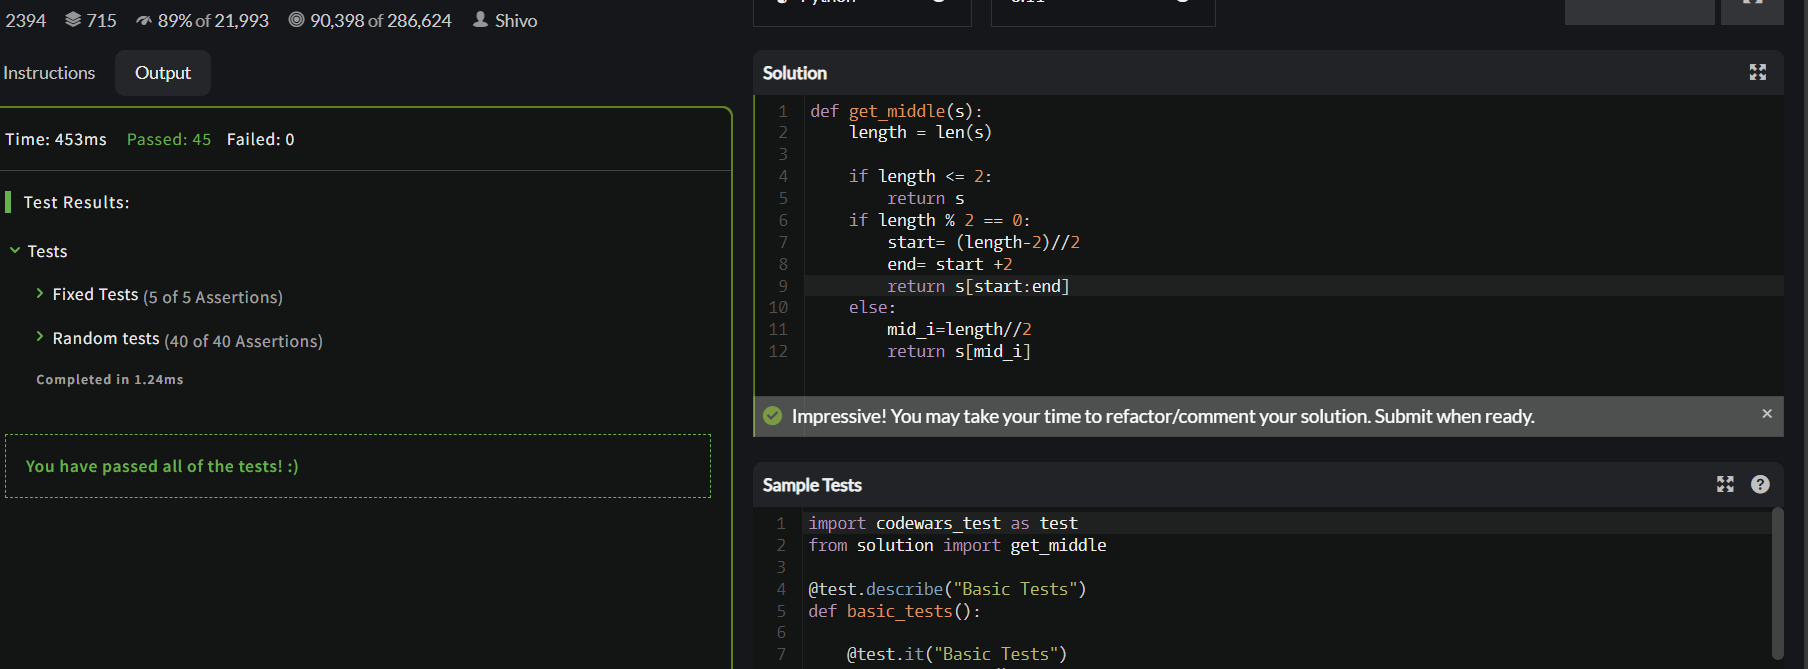 2394 715 89% of 21,993 90,398 of 286,624 Shivo
Instructions Output
Time: 453ms Passed: 45 Failed: 0
Test Results:
Tests
Fixed Tests (5 of 5 Assertions)
Random tests (40 of 40 Assertions)
Completed in 1.24ms
You have passed all of the tests! :)
Python
Solution
1 def get_middle(s):
2     length = len(s)
3
4     if length <= 2:
5         return s
6     if length % 2 == 0:
7         start= (length-2)//2
8         end= start +2
9         return s[start:end]
10     else:
11         mid_i=length//2
12         return s[mid_i]
Impressive! You may take your time to refactor/comment your solution. Submit when ready. ×
Sample Tests ?
1 import codewars_test as test
2 from solution import get_middle
3
4 @test.describe("Basic Tests")
5 def basic_tests():
6
7     @test.it("Basic Tests")